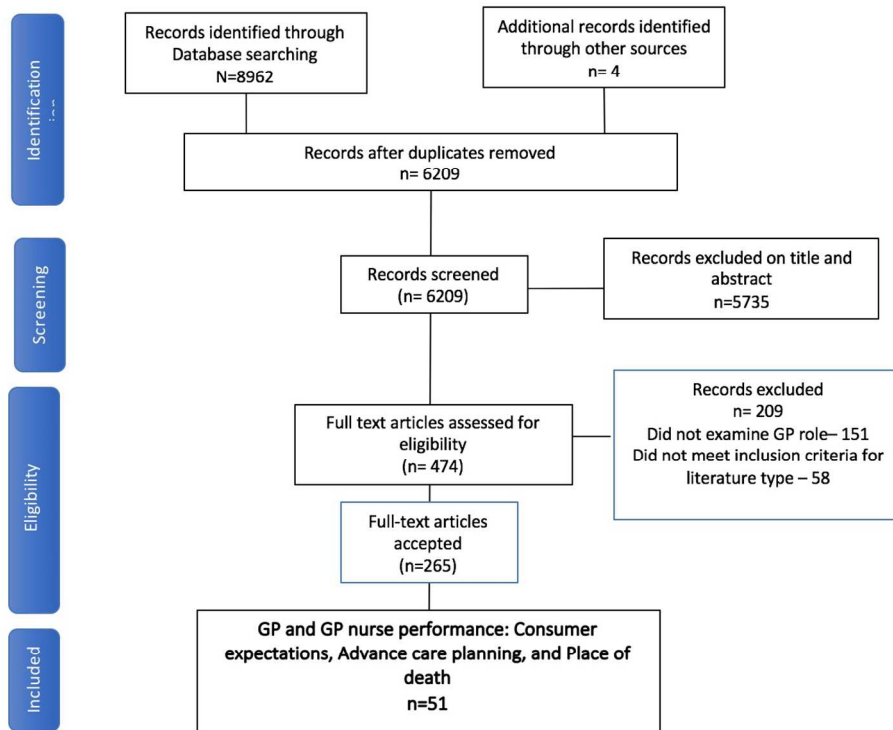 Identification
Records identified through
Database searching
N=8962
Additional records identified
through other sources
n= 4
Records after duplicates removed
n= 6209
Screening
Records screened
(n= 6209)
Records excluded on title and
abstract
n=5735
Eligibility
Full text articles assessed for
eligibility
(n= 474)
Records excluded
n= 209
Did not examine GP role– 151
Did not meet inclusion criteria for
literature type – 58
Full-text articles
accepted
(n=265)
Included
GP and GP nurse performance: Consumer
expectations, Advance care planning, and Place of
death
n=51